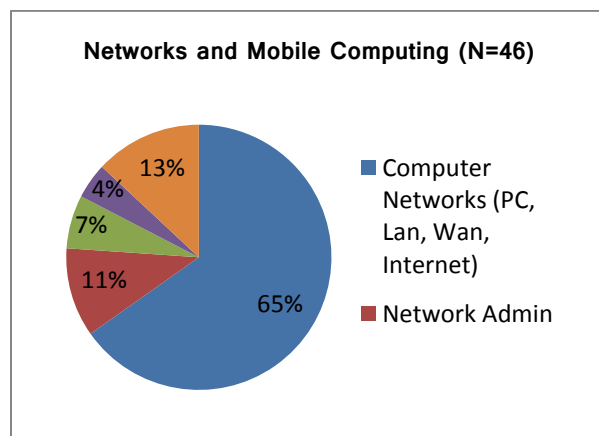 Networks and Mobile Computing (N=46)
13%
4%
7%
11%
65%
Computer
Networks (PC,
Lan, Wan,
Internet)
Network Admin